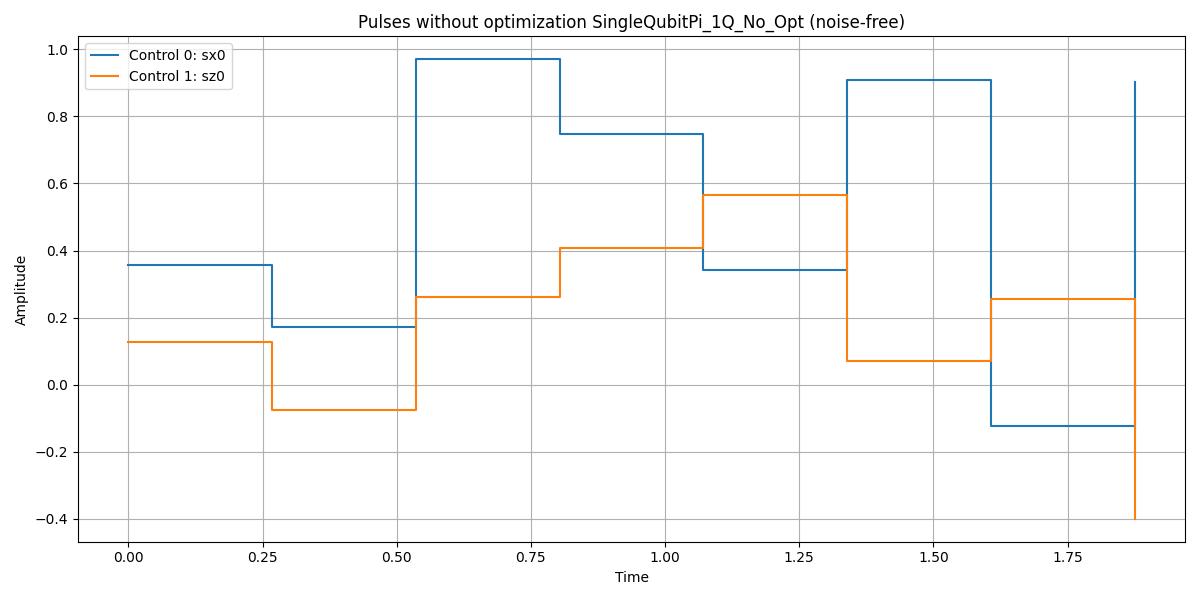 Pulses without optimization SingleQubitPi_1Q_No_Opt (noise-free)
Control 0: sx0
Control 1: sz0
Amplitude
1.0
0.8
0.6
0.4
0.2
0.0
−0.2
−0.4
0.00 0.25 0.50 0.75 1.00 1.25 1.50 1.75
Time